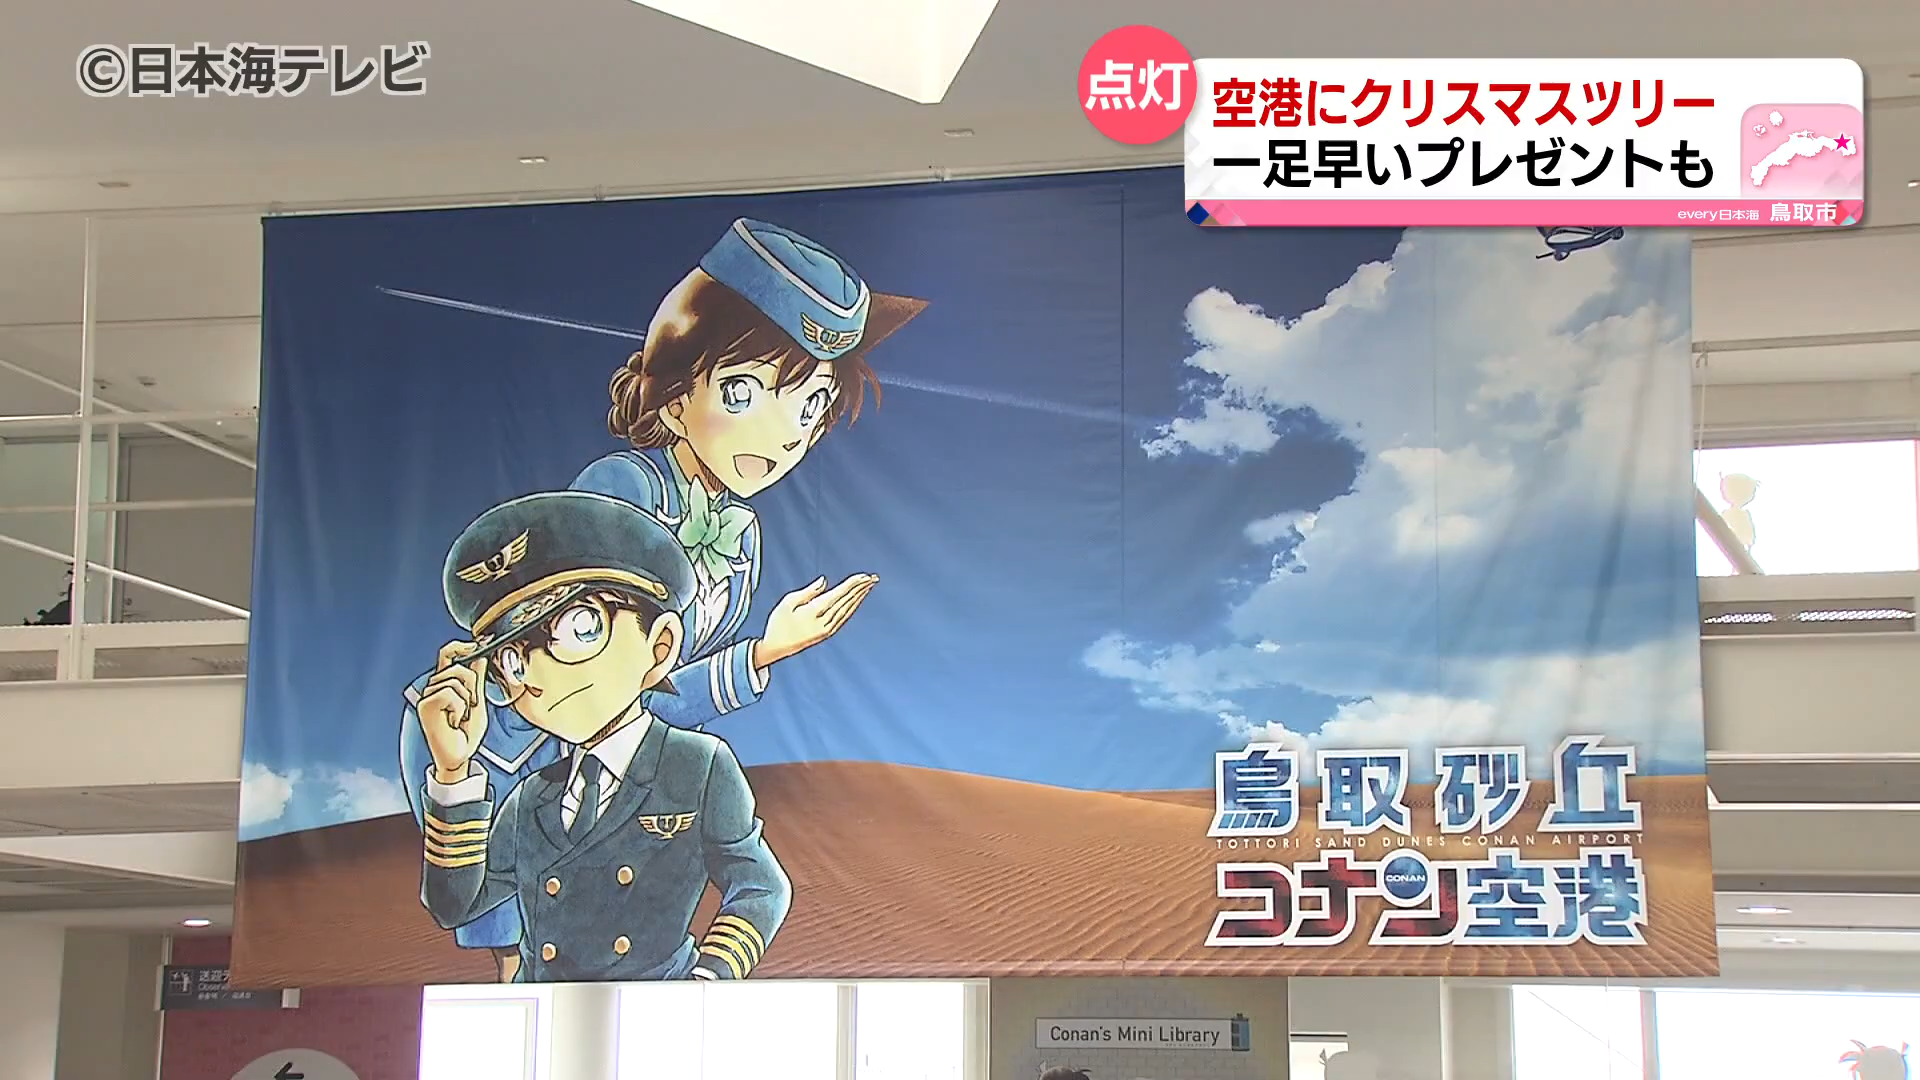 ©日本海テレビ
点灯
空港にクリスマスツリー
一足早いプレゼントも
every日本海 鳥取市
鳥取砂丘
TOTTORI SAND DUNES CONAN AIRPORT
コナン空港
CONAN
Conan's Mini Library